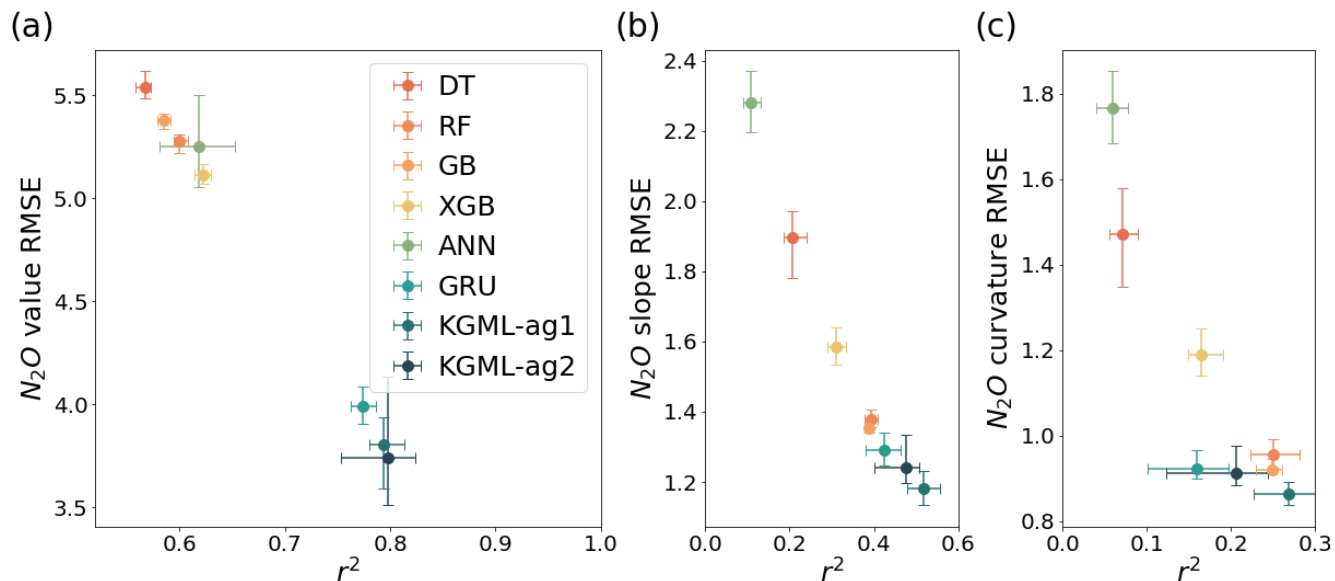 (a)
N₂O value RMSE
5.5
5.0
4.5
4.0
3.5
0.6 0.7 0.8 0.9 1.0
r²
DT
RF
GB
XGB
ANN
GRU
KGML-ag1
KGML-ag2
(b)
N₂O slope RMSE
2.4
2.2
2.0
1.8
1.6
1.4
1.2
0.0 0.2 0.4 0.6
r²
(c)
N₂O curvature RMSE
1.8
1.6
1.4
1.2
1.0
0.8
0.0 0.1 0.2 0.3
r²